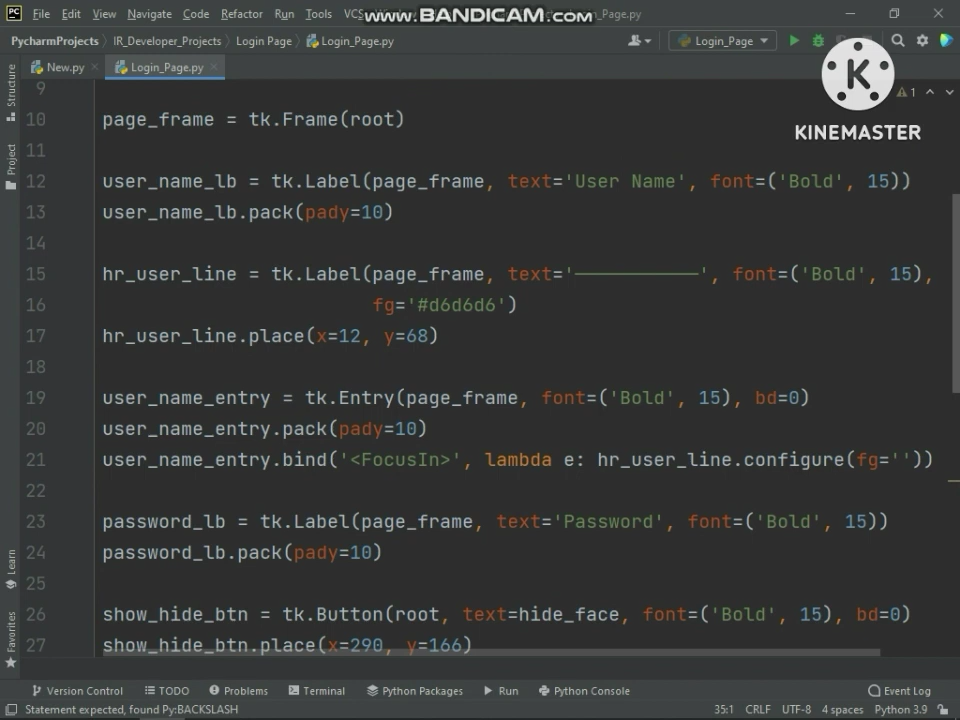 PC File Edit View Navigate Code Refactor Run Tools VCS www.BANDICAM.com n_Page.py
PycharmProjects IR_Developer_Projects Login Page Login_Page.py Login_Page
New.py Login_Page.py
K
KINEMASTER
1
Structure
Project
Learn
Favorites
9
10 page_frame = tk.Frame(root)
11
12 user_name_lb = tk.Label(page_frame, text='User Name', font=('Bold', 15))
13 user_name_lb.pack(pady=10)
14
15 hr_user_line = tk.Label(page_frame, text='───────────', font=('Bold', 15),
16 fg='#d6d6d6')
17 hr_user_line.place(x=12, y=68)
18
19 user_name_entry = tk.Entry(page_frame, font=('Bold', 15), bd=0)
20 user_name_entry.pack(pady=10)
21 user_name_entry.bind('<FocusIn>', lambda e: hr_user_line.configure(fg=''))
22
23 password_lb = tk.Label(page_frame, text='Password', font=('Bold', 15))
24 password_lb.pack(pady=10)
25
26 show_hide_btn = tk.Button(root, text=hide_face, font=('Bold', 15), bd=0)
27 show_hide_btn.place(x=290, y=166)
Version Control TODO Problems Terminal Python Packages Run Python Console Event Log
Statement expected, found Py:BACKSLASH 35:1 CRLF UTF-8 4 spaces Python 3.9